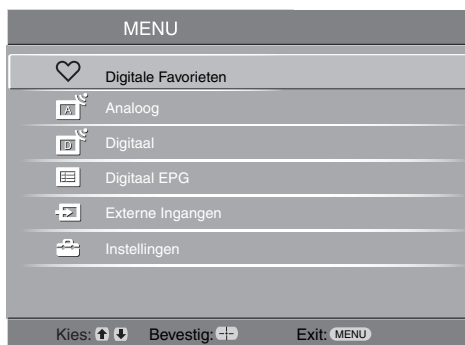 MENU
Digitale Favorieten
A Analoog
D Digitaal
Digitaal EPG
Externe Ingangen
Instellingen
Kies: Bevestig: Exit: MENU